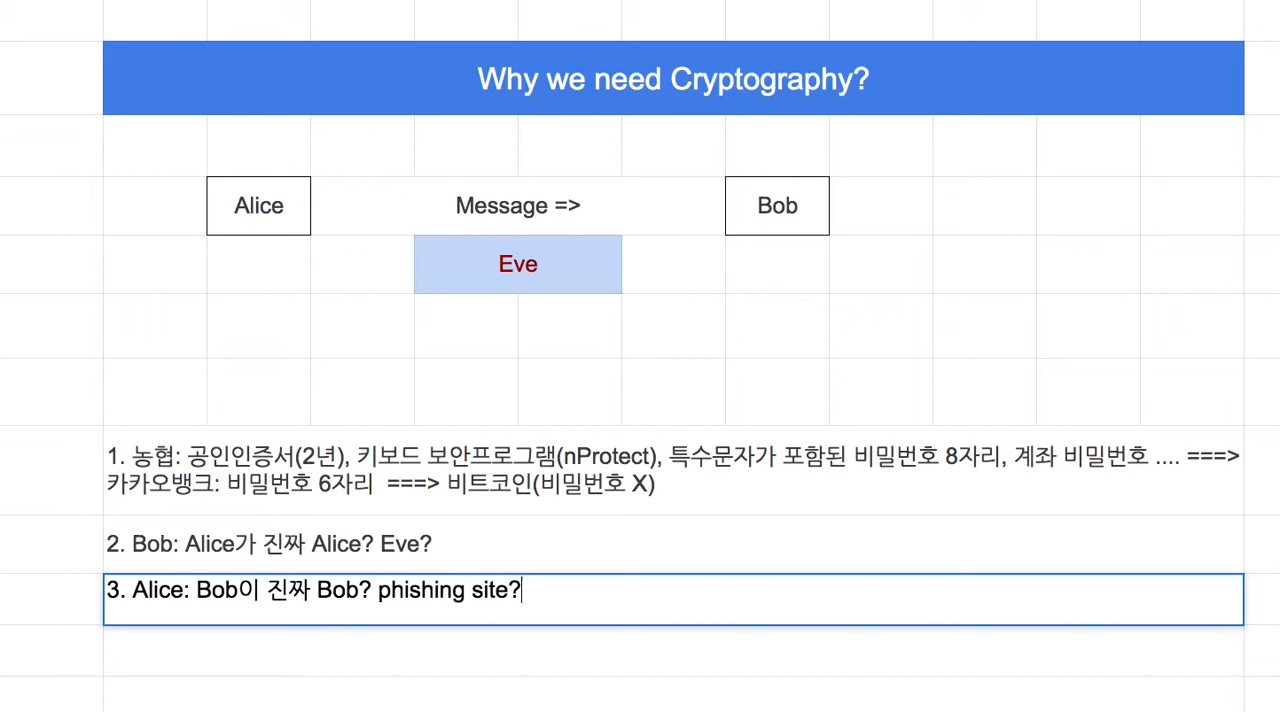 Why we need Cryptography?
Alice
Message =>
Bob
Eve
1. 농협: 공인인증서(2년), 키보드 보안프로그램(nProtect), 특수문자가 포함된 비밀번호 8자리, 계좌 비밀번호 .... ===>
카카오뱅크: 비밀번호 6자리 ===> 비트코인(비밀번호 X)
2. Bob: Alice가 진짜 Alice? Eve?
3. Alice: Bob이 진짜 Bob? phishing site?